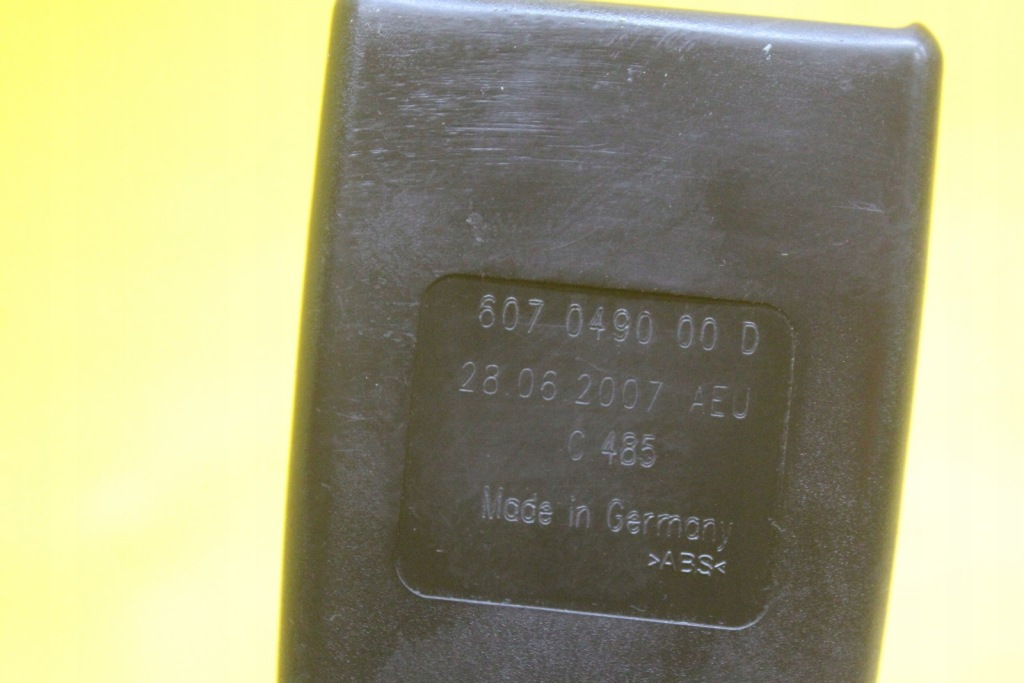 607 0490 00 D
28.06.2007 AEU
C 485
Made in Germany
>ABS<